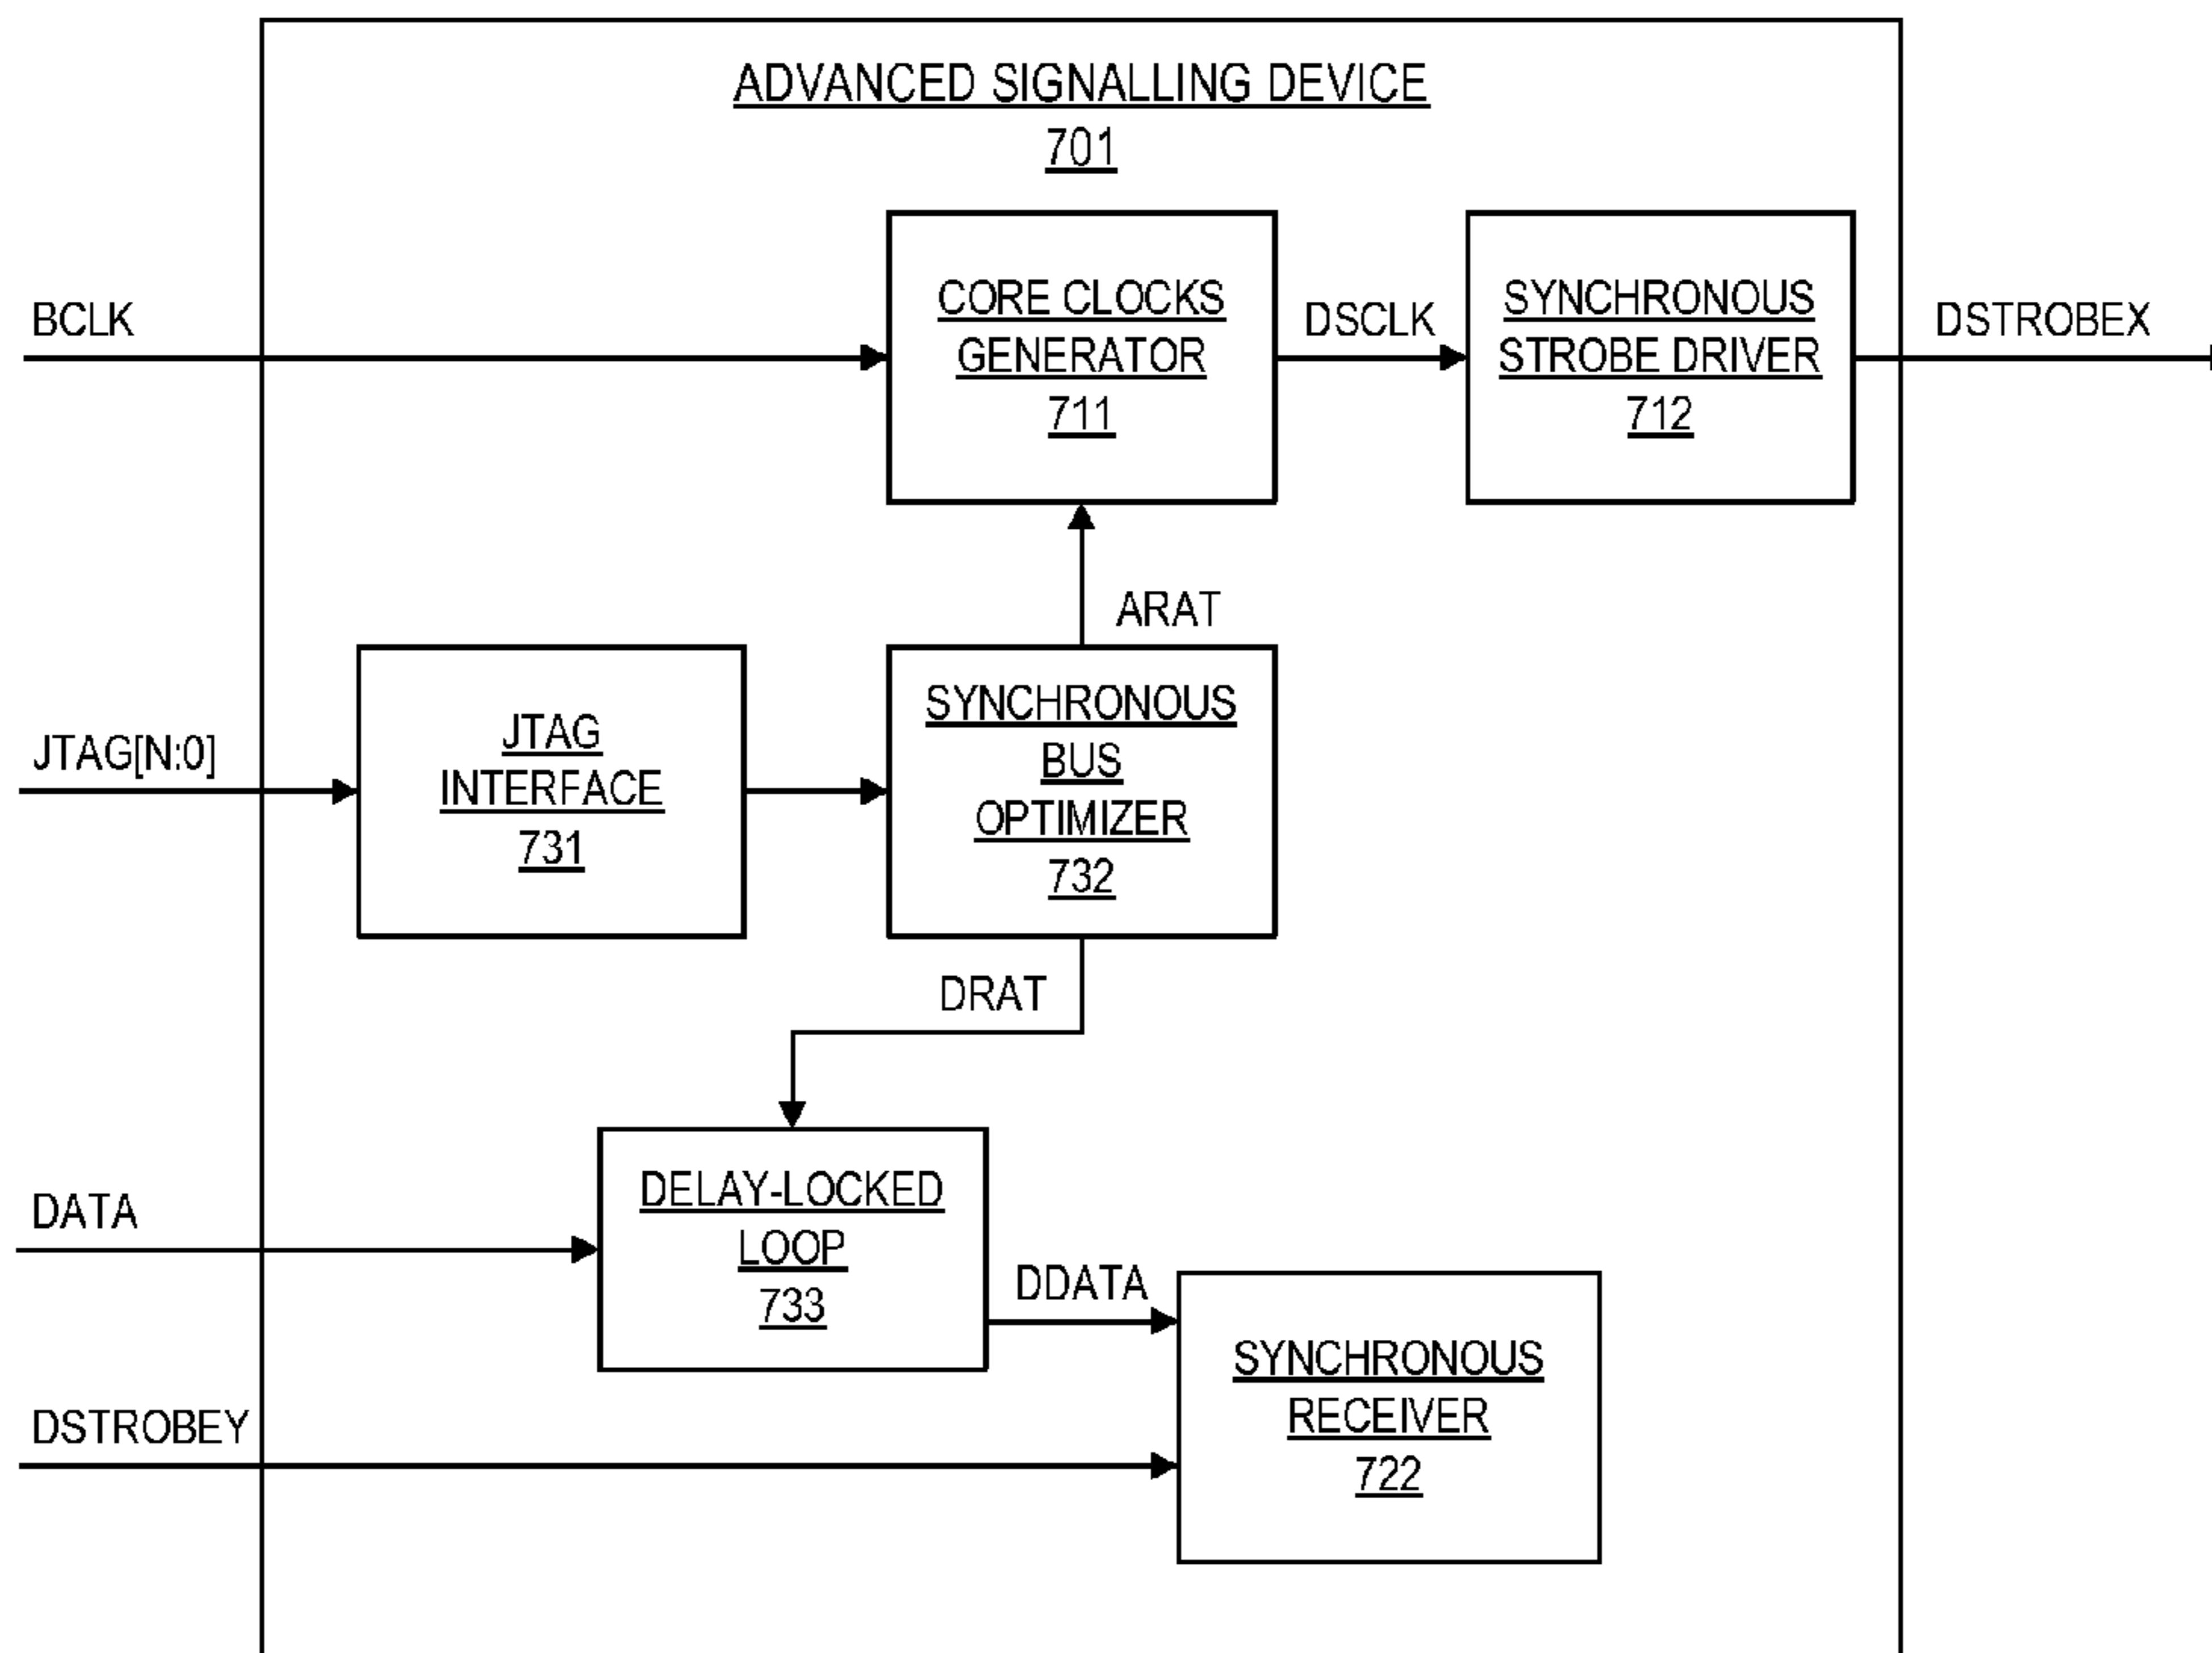 ADVANCED SIGNALLING DEVICE
701
BCLK
CORE CLOCKS
GENERATOR
711
DSCLK
SYNCHRONOUS
STROBE DRIVER
712
DSTROBEX
ARAT
JTAG[N:0]
JTAG
INTERFACE
731
SYNCHRONOUS
BUS
OPTIMIZER
732
DRAT
DATA
DELAY-LOCKED
LOOP
733
DDATA
DSTROBEY
SYNCHRONOUS
RECEIVER
722